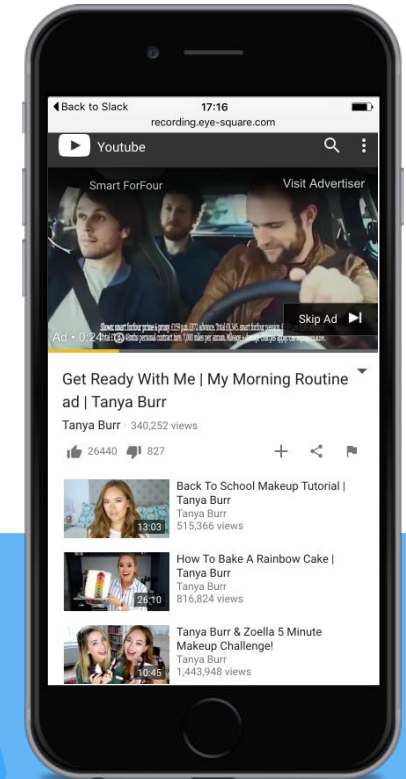 Back to Slack
17:16
recording.eye-square.com
Youtube
Smart ForFour
Visit Advertiser
Skip Ad
Ad • 0:24
Get Ready With Me | My Morning Routine
ad | Tanya Burr
Tanya Burr · 340,252 views
26440
827
13:03
Back To School Makeup Tutorial |
Tanya Burr
Tanya Burr
515,366 views
26:10
How To Bake A Rainbow Cake |
Tanya Burr
Tanya Burr
816,824 views
10:45
Tanya Burr & Zoella 5 Minute
Makeup Challenge!
Tanya Burr
1,443,948 views